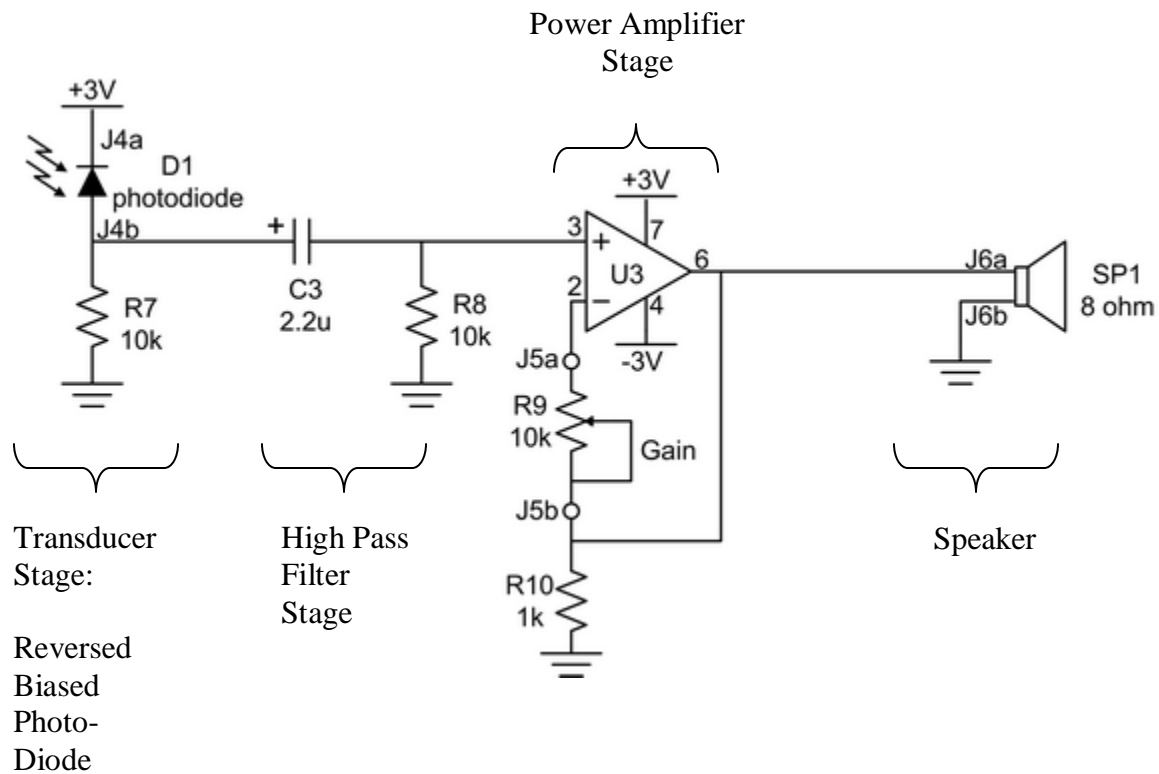 Power Amplifier
Stage
+3V
J4a
D1
photodiode
J4b
R7
10k
+
C3
2.2u
R8
10k
3
+
2
−
U3
+3V
7
6
4
-3V
J5a
R9
10k
Gain
J5b
R10
1k
J6a
J6b
SP1
8 ohm
Transducer
Stage:
Reversed
Biased
Photo-
Diode
High Pass
Filter
Stage
Speaker